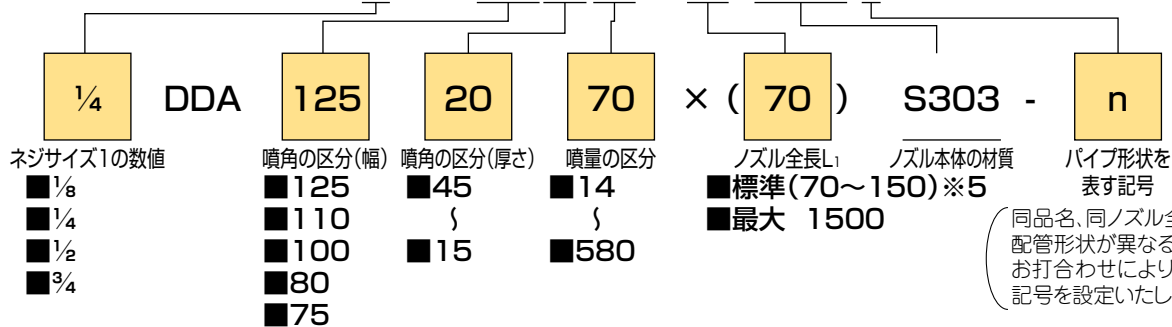 ¼ DDA 125 20 70 ×( 70 ) S303 - n
ネジサイズ1の数値 噴角の区分(幅) 噴角の区分(厚さ) 噴量の区分 ノズル全長L₁ ノズル本体の材質 パイプ形状を
表す記号
■⅛ ■125 ■45 ■14 ■標準(70〜150)※5
■¼ ■110 〜 〜 ■最大 1500
■½ ■100 ■15 ■580
■¾ ■80
■75
同品名、同ノズル全
配管形状が異なる
お打合わせにより
記号を設定いたし